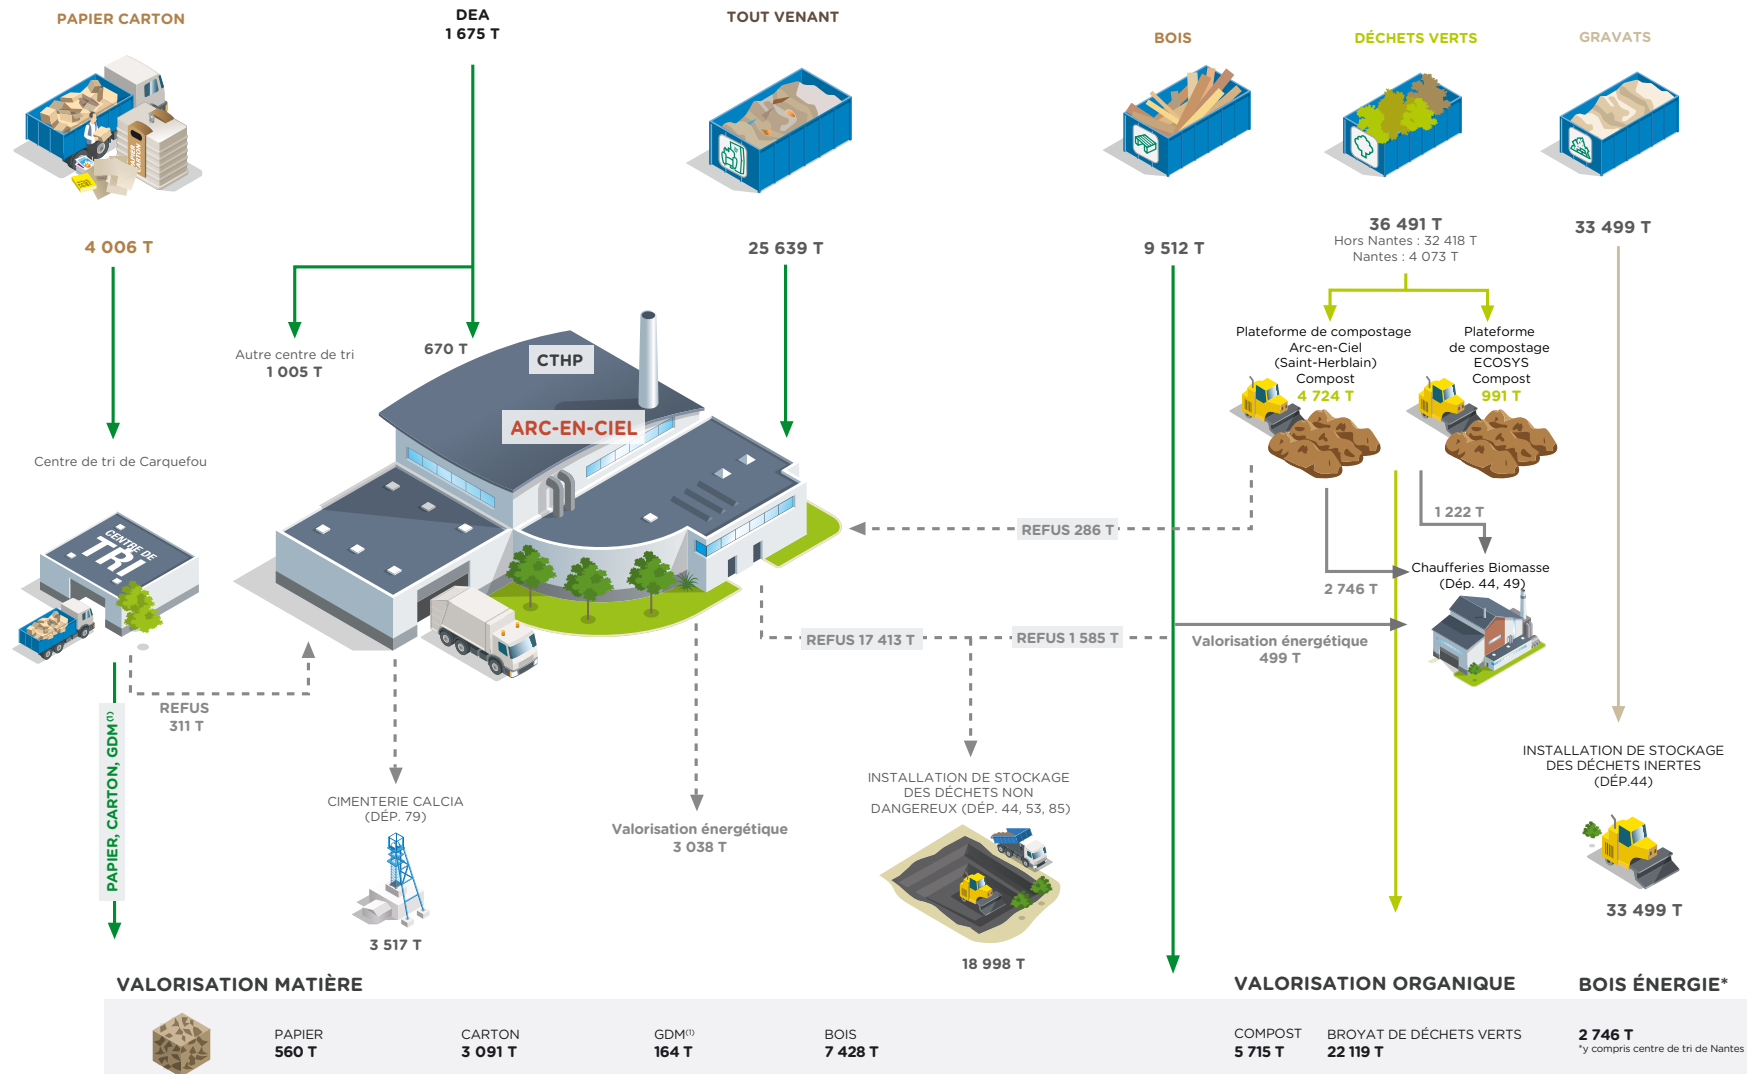 PAPIER CARTON
DEA
1 675 T
TOUT VENANT
BOIS
DÉCHETS VERTS
GRAVATS
PAPIER
CARTON
4 006 T
25 639 T
9 512 T
36 491 T
Hors Nantes : 32 418 T
Nantes : 4 073 T
33 499 T
Autre centre de tri
1 005 T
670 T
CTHP
ARC-EN-CIEL
Plateforme de compostage
Arc-en-Ciel
(Saint-Herblain)
Compost
4 724 T
Plateforme
de compostage
ECOSYS
Compost
991 T
Centre de tri de Carquefou
CENTRE DE
TRI
REFUS 286 T
1 222 T
Chaufferies Biomasse
(Dép. 44, 49)
2 746 T
REFUS 17 413 T
REFUS 1 585 T
Valorisation énergétique
499 T
REFUS
311 T
PAPIER, CARTON, GDM(1)
CIMENTERIE CALCIA
(DÉP. 79)
3 517 T
Valorisation énergétique
3 038 T
INSTALLATION DE STOCKAGE
DES DÉCHETS NON
DANGEREUX (DÉP. 44, 53, 85)
18 998 T
INSTALLATION DE STOCKAGE
DES DÉCHETS INERTES
(DÉP.44)
33 499 T
VALORISATION MATIÈRE
PAPIER
560 T
CARTON
3 091 T
GDM(1)
164 T
BOIS
7 428 T
VALORISATION ORGANIQUE
COMPOST
5 715 T
BROYAT DE DÉCHETS VERTS
22 119 T
BOIS ÉNERGIE*
2 746 T
*y compris centre de tri de Nantes